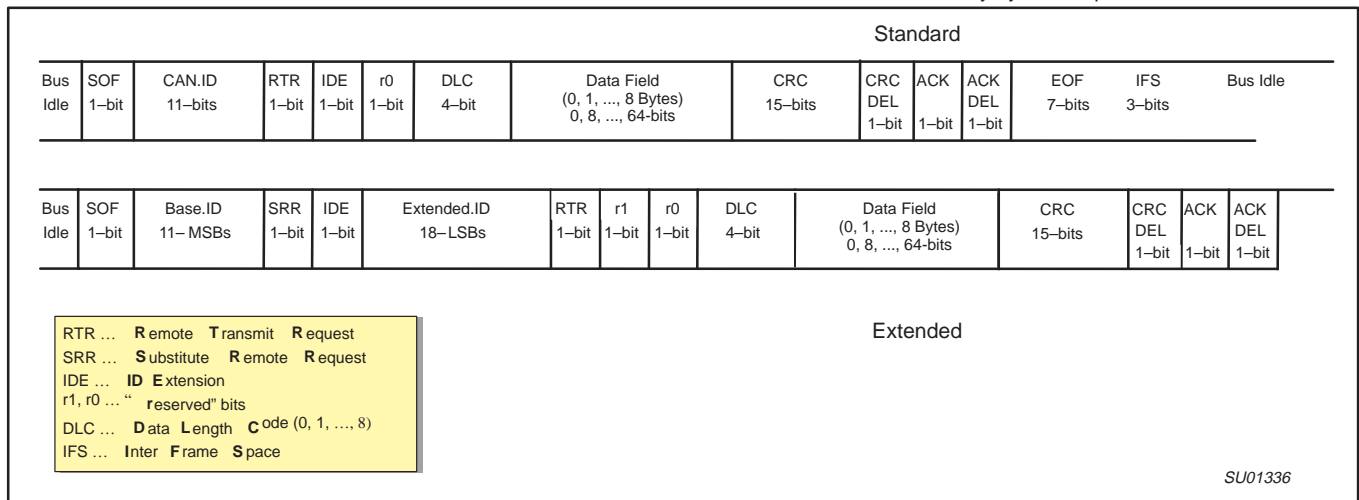 Standard
Bus SOF CAN.ID RTR IDE r0 DLC Data Field CRC CRC ACK ACK EOF IFS Bus Idle
Idle 1–bit 11–bits 1–bit 1–bit 1–bit 4–bit (0, 1, ..., 8 Bytes) 15–bits DEL DEL 7–bits 3–bits
0, 8, ..., 64-bits 1–bit 1–bit 1–bit
Bus SOF Base.ID SRR IDE Extended.ID RTR r1 r0 DLC Data Field CRC CRC ACK ACK
Idle 1–bit 11– MSBs 1–bit 1–bit 18–LSBs 1–bit 1–bit 1–bit 4–bit (0, 1, ..., 8 Bytes) 15–bits DEL DEL
0, 8, ..., 64-bits 1–bit 1–bit 1–bit
Extended
RTR … Remote Transmit Request
SRR … Substitute Remote Request
IDE … ID Extension
r1, r0 … “ reserved” bits
DLC … Data Length Code (0, 1, …, 8)
IFS … Inter Frame Space
SU01336